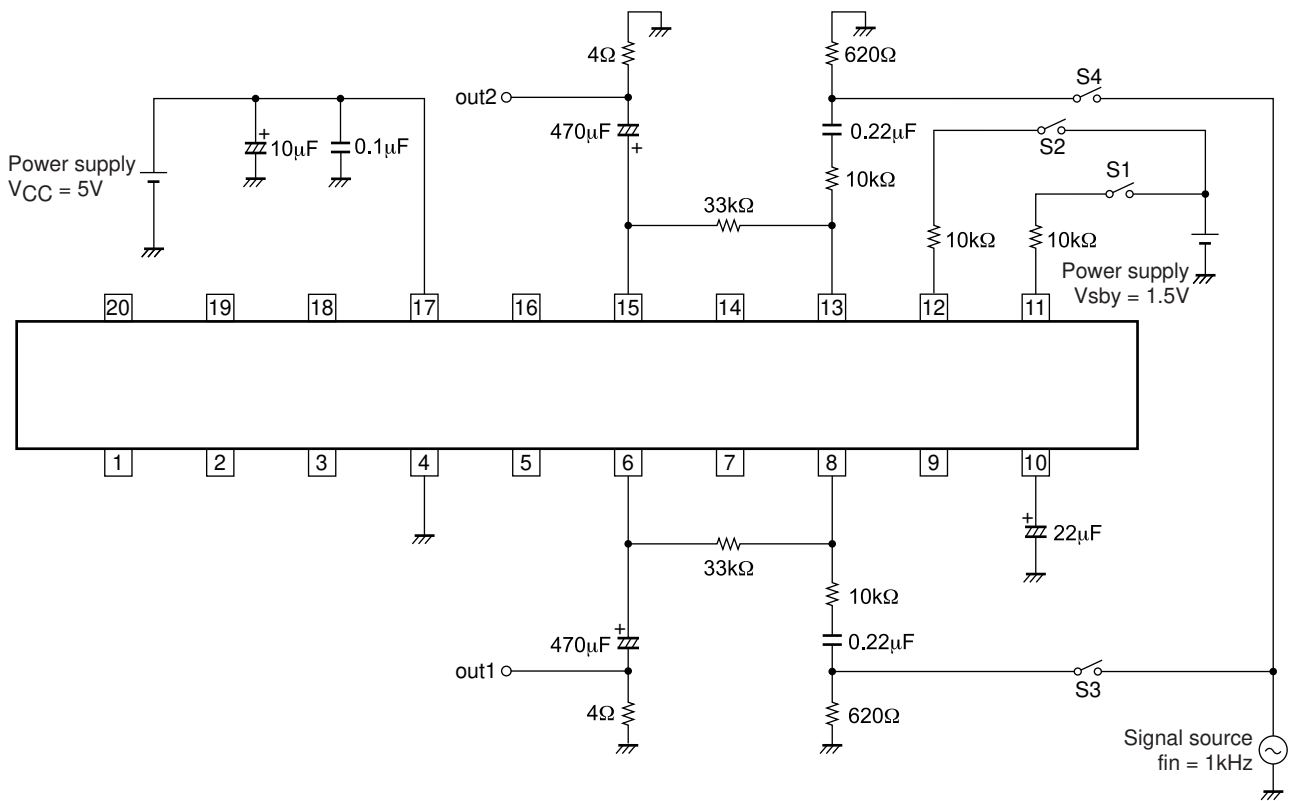 4Ω
620Ω
S4
out2
470µF
+
0.22µF
S2
+
10µF
0.1µF
Power supply
VCC = 5V
10kΩ
S1
33kΩ
10kΩ
10kΩ
Power supply
Vsby = 1.5V
20
19
18
17
16
15
14
13
12
11
1
2
3
4
5
6
7
8
9
10
+
22µF
33kΩ
10kΩ
+
470µF
0.22µF
out1
S3
4Ω
620Ω
Signal source
fin = 1kHz